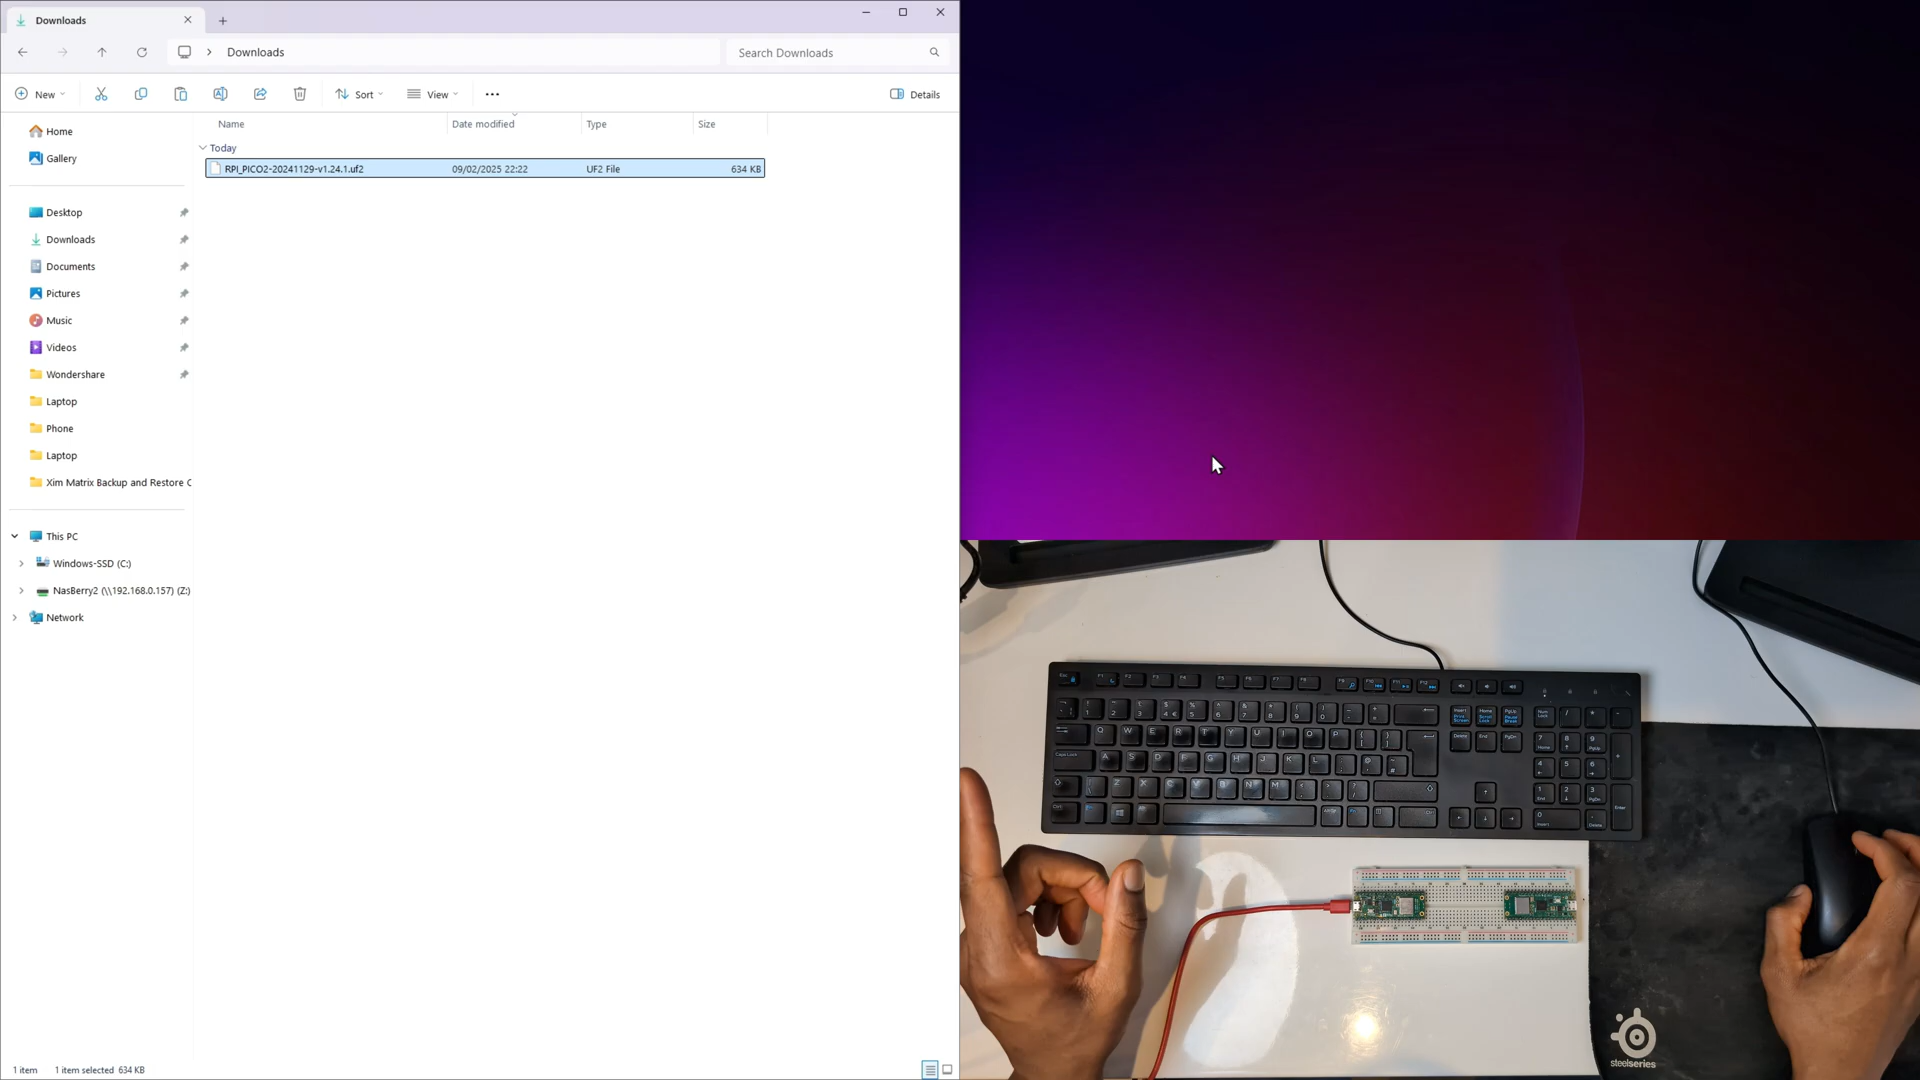 Downloads
Downloads
Search Downloads
New
Sort
View
Details
Name
Date modified
Type
Size
Today
RPI_PICO2-20241129-v1.24.1.uf2
09/02/2025 22:22
UF2 File
634 KB
Home
Gallery
Desktop
Downloads
Documents
Pictures
Music
Videos
Wondershare
Laptop
Phone
Laptop
Xim Matrix Backup and Restore C
This PC
Windows-SSD (C:)
NasBerry2 (\\192.168.0.157) (Z:)
Network
1 item
1 item selected 634 KB
Q W E R T Y U I O P
A S D F G H J K L
Z X C V B N M
steelseries